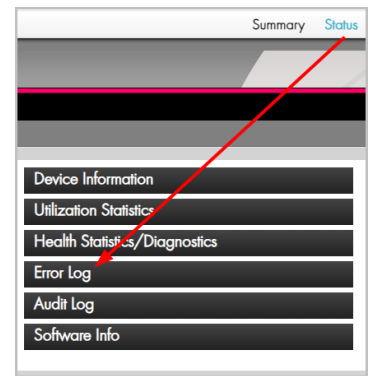 Summary Status
Device Information
Utilization Statistics
Health Statistics/Diagnostics
Error Log
Audit Log
Software Info